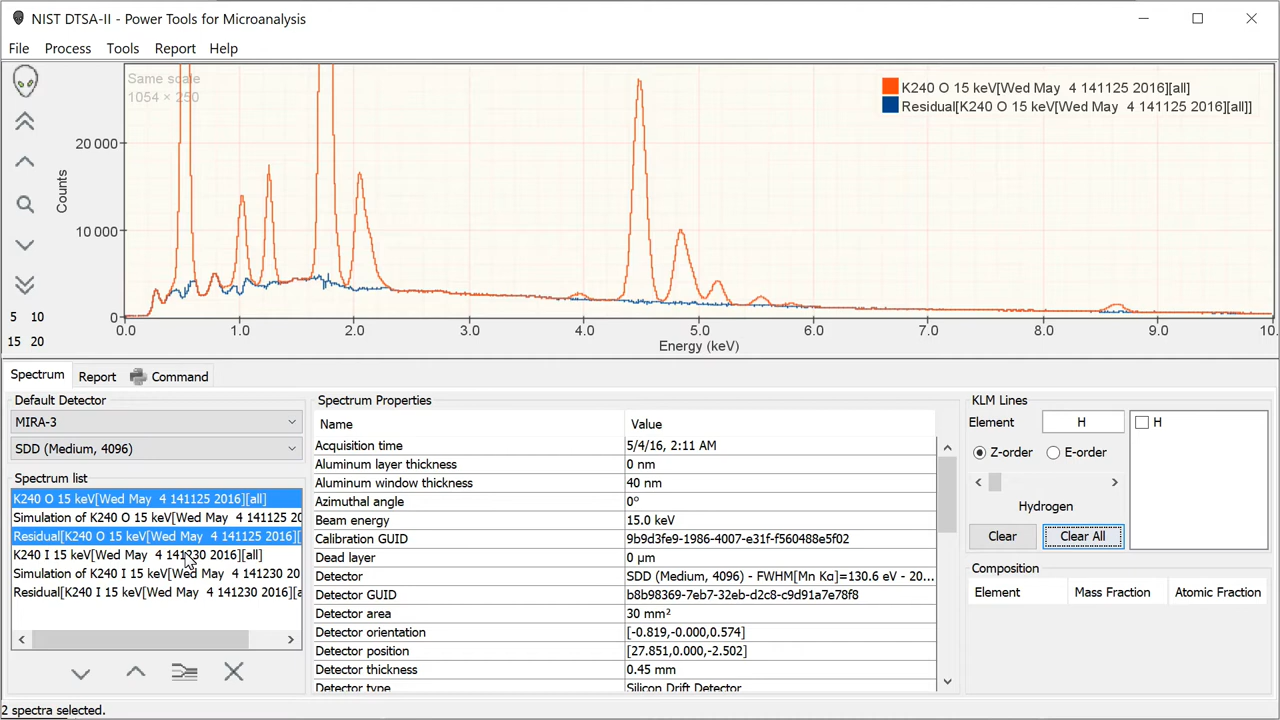 NIST DTSA-II - Power Tools for Microanalysis
File Process Tools Report Help
Same scale
1054 × 250
K240 O 15 keV[Wed May 4 141125 2016][all]
Residual[K240 O 15 keV[Wed May 4 141125 2016][all]]
20 000
10 000
0
Counts
5 10
15 20
0.0 1.0 2.0 3.0 4.0 5.0 6.0 7.0 8.0 9.0 10
Energy (keV)
Spectrum Report Command
Default Detector
MIRA-3
SDD (Medium, 4096)
Spectrum list
K240 O 15 keV[Wed May 4 141125 2016][all]
Simulation of K240 O 15 keV[Wed May 4 141125 20
Residual[K240 O 15 keV[Wed May 4 141125 2016][
K240 I 15 keV[Wed May 4 141230 2016][all]
Simulation of K240 I 15 keV[Wed May 4 141230 20
Residual[K240 I 15 keV[Wed May 4 141230 2016][a
Spectrum Properties
Name Value
Acquisition time 5/4/16, 2:11 AM
Aluminum layer thickness 0 nm
Aluminum window thickness 40 nm
Azimuthal angle 0°
Beam energy 15.0 keV
Calibration GUID 9b9d3fe9-1986-4007-e31f-f560488e5f02
Dead layer 0 µm
Detector SDD (Medium, 4096) - FWHM[Mn Kα]=130.6 eV - 20...
Detector GUID b8b98369-7eb7-32eb-d2c8-c9d91a7e78f8
Detector area 30 mm²
Detector orientation [-0.819,-0.000,0.574]
Detector position [27.851,0.000,-2.502]
Detector thickness 0.45 mm
Detector type Silicon Drift Detector
KLM Lines
Element H
H
Z-order E-order
Hydrogen
Clear Clear All
Composition
Element Mass Fraction Atomic Fraction
2 spectra selected.